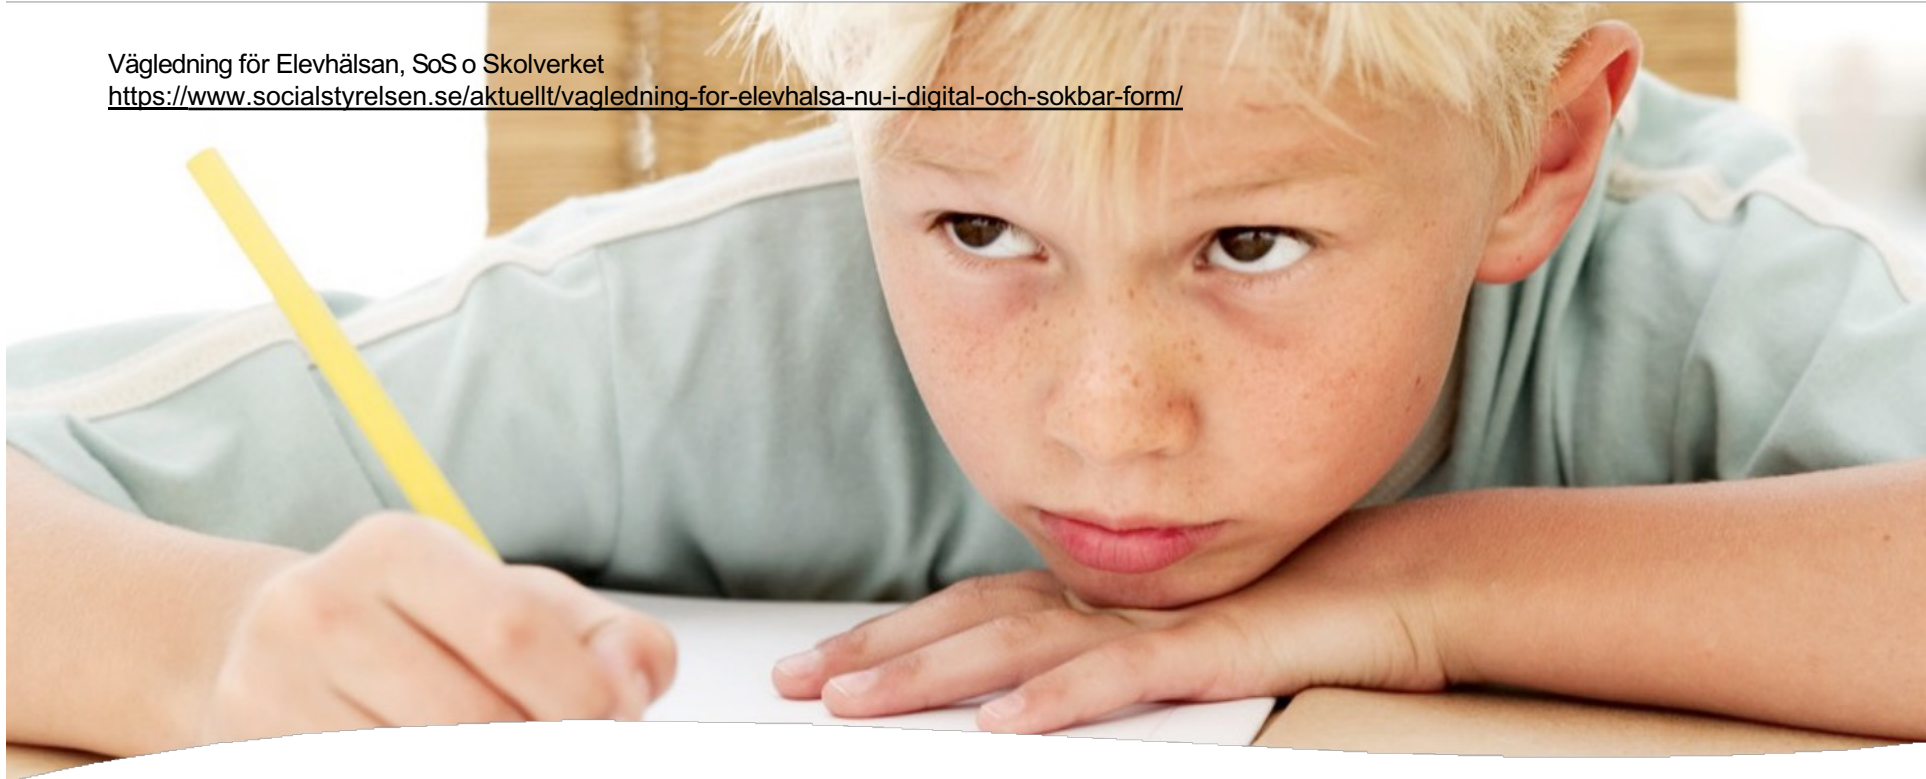 Vägledning för Elevhälsan, SoS o Skolverket
https://www.socialstyrelsen.se/aktuellt/vagledning-for-elevhalsa-nu-i-digital-och-sokbar-form/